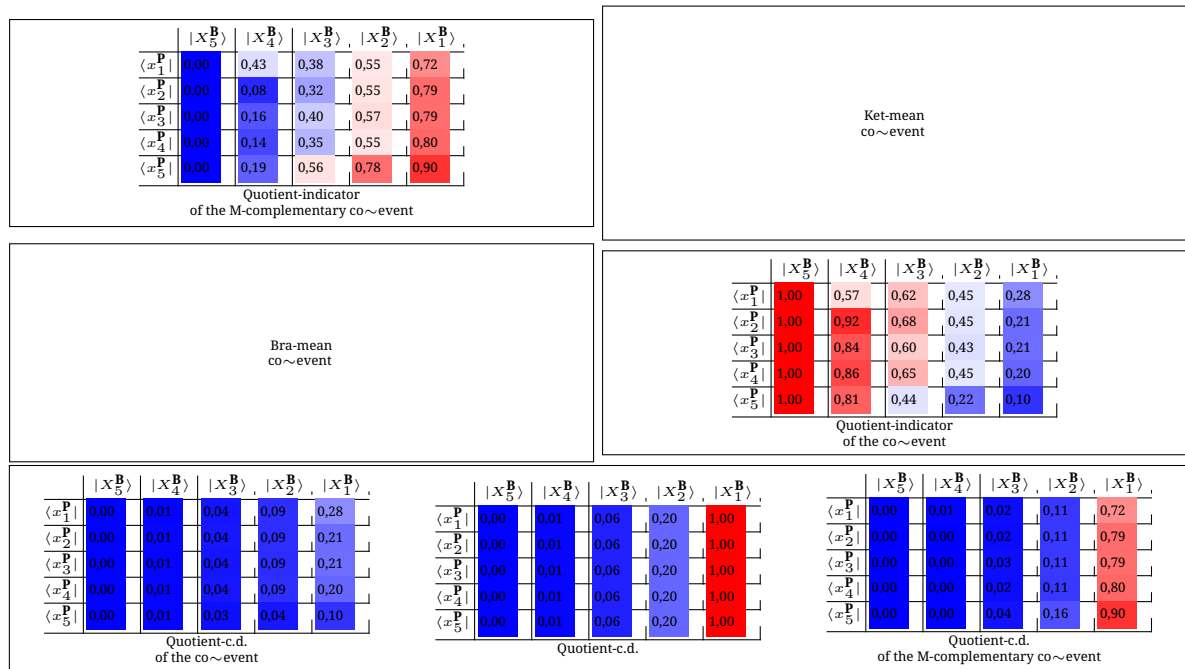 |X₅ᴮ⟩ |X₄ᴮ⟩ |X₃ᴮ⟩ |X₂ᴮ⟩ |X₁ᴮ⟩
⟨x₁ᴾ| 0,00 0,43 0,38 0,55 0,72
⟨x₂ᴾ| 0,00 0,08 0,32 0,55 0,79
⟨x₃ᴾ| 0,00 0,16 0,40 0,57 0,79
⟨x₄ᴾ| 0,00 0,14 0,35 0,55 0,80
⟨x₅ᴾ| 0,00 0,19 0,56 0,78 0,90
Quotient-indicator
of the M-complementary co∼event
Ket-mean
co∼event
Bra-mean
co∼event
|X₅ᴮ⟩ |X₄ᴮ⟩ |X₃ᴮ⟩ |X₂ᴮ⟩ |X₁ᴮ⟩
⟨x₁ᴾ| 1,00 0,57 0,62 0,45 0,28
⟨x₂ᴾ| 1,00 0,92 0,68 0,45 0,21
⟨x₃ᴾ| 1,00 0,84 0,60 0,43 0,21
⟨x₄ᴾ| 1,00 0,86 0,65 0,45 0,20
⟨x₅ᴾ| 1,00 0,81 0,44 0,22 0,10
Quotient-indicator
of the co∼event
|X₅ᴮ⟩ |X₄ᴮ⟩ |X₃ᴮ⟩ |X₂ᴮ⟩ |X₁ᴮ⟩
⟨x₁ᴾ| 0,00 0,01 0,04 0,09 0,28
⟨x₂ᴾ| 0,00 0,01 0,04 0,09 0,21
⟨x₃ᴾ| 0,00 0,01 0,04 0,09 0,21
⟨x₄ᴾ| 0,00 0,01 0,04 0,09 0,20
⟨x₅ᴾ| 0,00 0,01 0,03 0,04 0,10
Quotient-c.d.
of the co∼event
|X₅ᴮ⟩ |X₄ᴮ⟩ |X₃ᴮ⟩ |X₂ᴮ⟩ |X₁ᴮ⟩
⟨x₁ᴾ| 0,00 0,01 0,06 0,20 1,00
⟨x₂ᴾ| 0,00 0,01 0,06 0,20 1,00
⟨x₃ᴾ| 0,00 0,01 0,06 0,20 1,00
⟨x₄ᴾ| 0,00 0,01 0,06 0,20 1,00
⟨x₅ᴾ| 0,00 0,01 0,06 0,20 1,00
Quotient-c.d.
|X₅ᴮ⟩ |X₄ᴮ⟩ |X₃ᴮ⟩ |X₂ᴮ⟩ |X₁ᴮ⟩
⟨x₁ᴾ| 0,00 0,01 0,02 0,11 0,72
⟨x₂ᴾ| 0,00 0,00 0,02 0,11 0,79
⟨x₃ᴾ| 0,00 0,00 0,03 0,11 0,79
⟨x₄ᴾ| 0,00 0,00 0,02 0,11 0,80
⟨x₅ᴾ| 0,00 0,00 0,04 0,16 0,90
Quotient-c.d.
of the M-complementary co∼event